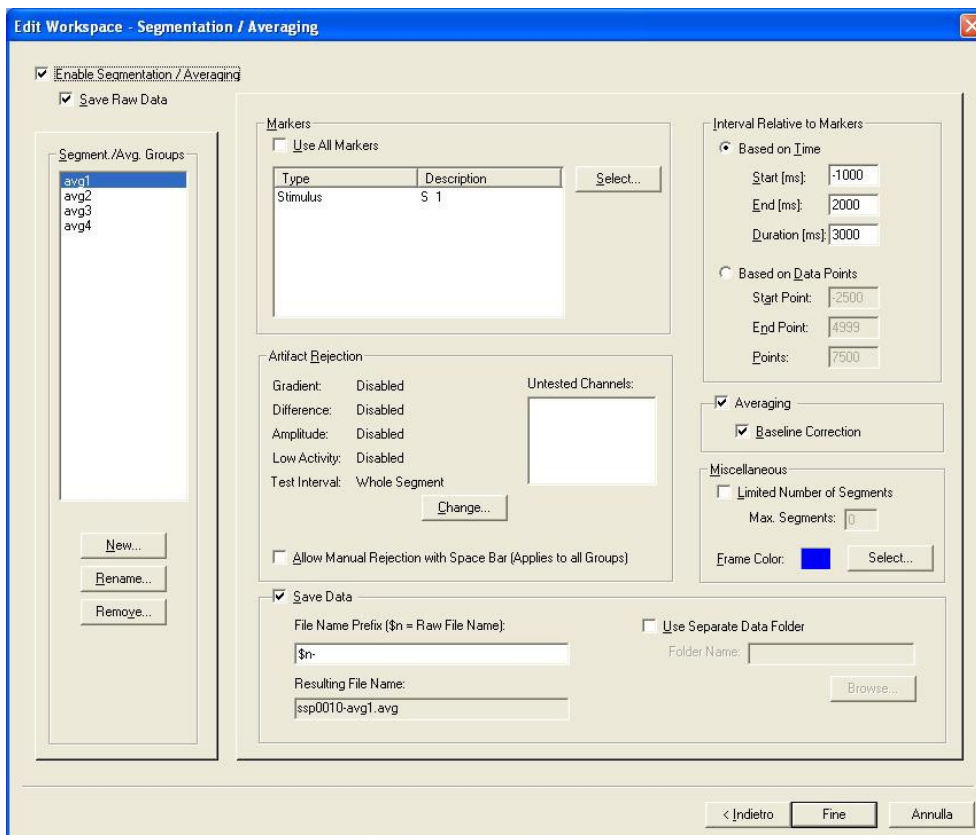 Edit Workspace - Segmentation / Averaging
Enable Segmentation / Averaging
Save Raw Data
Segment./Avg. Groups
avg1
avg2
avg3
avg4
New...
Rename...
Remove...
Markers
Use All Markers
Type Description
Stimulus S 1
Select...
Artifact Rejection
Gradient: Disabled
Difference: Disabled
Amplitude: Disabled
Low Activity: Disabled
Test Interval: Whole Segment
Untested Channels:
Change...
Allow Manual Rejection with Space Bar (Applies to all Groups)
Interval Relative to Markers
Based on Time
Start [ms]: -1000
End [ms]: 2000
Duration [ms]: 3000
Based on Data Points
Start Point: -2500
End Point: 4999
Points: 7500
Averaging
Baseline Correction
Miscellaneous
Limited Number of Segments
Max. Segments: 0
Frame Color: Select...
Save Data
File Name Prefix ($n = Raw File Name):
$n-
Resulting File Name:
ssp0010-avg1.avg
Use Separate Data Folder
Folder Name:
Browse...
< Indietro Fine Annulla